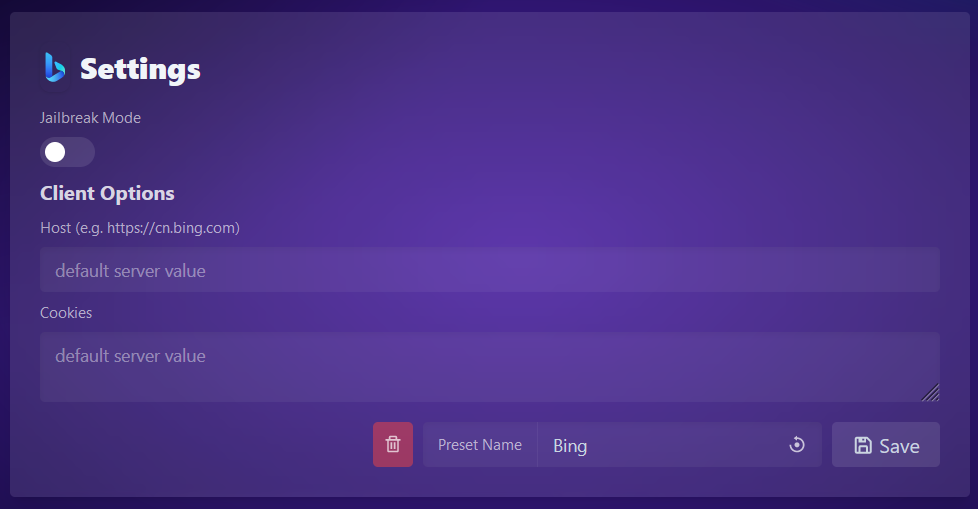 Settings
Jailbreak Mode
Client Options
Host (e.g. https://cn.bing.com)
default server value
Cookies
default server value
Preset Name Bing Save